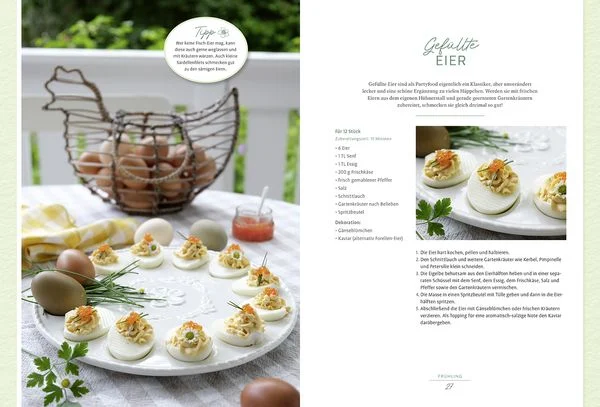 Tipp
Wer keine Fisch-Eier mag, kann
diese auch gerne weglassen und
mit Kräutern würzen. Auch kleine
Sardellenfilets schmecken gut
zu den sämigen Eiern.
Gefüllte
EIER
Gefüllte Eier sind als Partyfood eigentlich ein Klassiker, aber unverändert
lecker und eine schöne Ergänzung zu vielen Häppchen. Werden sie mit frischen
Eiern aus dem eigenen Hühnerstall und gerade geernteten Gartenkräutern
zubereitet, schmecken sie gleich dreimal so gut!
Für 12 Stück
Zubereitungszeit: 15 Minuten
• 6 Eier
• 1 TL Senf
• 1 TL Essig
• 200 g Frischkäse
• frisch gemahlener Pfeffer
• Salz
• Schnittlauch
• Gartenkräuter nach Belieben
• Spritzbeutel
Dekoration:
• Gänseblümchen
• Kaviar (alternativ Forellen-Eier)
1. Die Eier hart kochen, pellen und halbieren.
2. Den Schnittlauch und weitere Gartenkräuter wie Kerbel, Pimpinelle
und Petersilie klein schneiden.
3. Die Eigelbe behutsam aus den Eierhälften heben und in einer sepa-
raten Schüssel mit dem Senf, dem Essig, dem Frischkäse, Salz und
Pfeffer sowie den Gartenkräutern vermischen.
4. Die Masse in einen Spritzbeutel mit Tülle geben und dann in die Eier-
hälften spritzen.
5. Abschließend die Eier mit Gänseblümchen oder frischen Kräutern
verzieren. Als Topping für eine aromatisch-salzige Note den Kaviar
darübergeben.
FRÜHLING
27